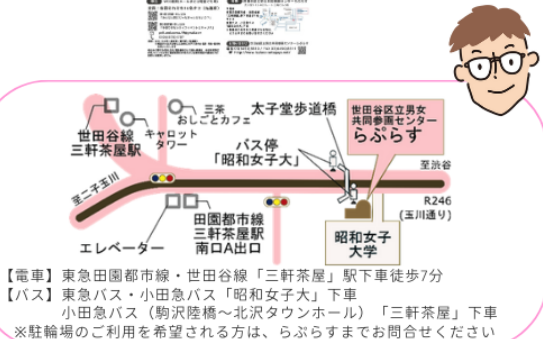 三茶
おしごとカフェ
太子堂歩道橋
世田谷区立男女
共同参画センター
らぷらす
世田谷線
三軒茶屋駅
キャロット
タワー
バス停
「昭和女子大」
至渋谷
至二子玉川
R246
(玉川通り)
エレベーター
田園都市線
三軒茶屋駅
南口A出口
昭和女子
大学
【電車】東急田園都市線・世田谷線「三軒茶屋」駅下車徒歩7分
【バス】東急バス・小田急バス「昭和女子大」下車
小田急バス（駒沢陸橋～北沢タウンホール）「三軒茶屋」下車
※駐輪場のご利用を希望される方は、らぷらすまでお問合せください